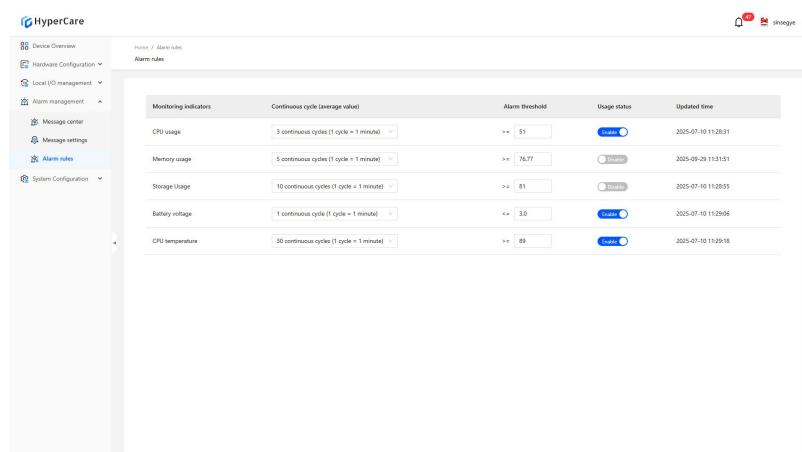 HyperCare
47
sinsegye
Device Overview
Hardware Configuration
Local I/O management
Alarm management
Message center
Message settings
Alarm rules
System Configuration
Home / Alarm rules
Alarm rules
Monitoring indicators Continuous cycle (average value) Alarm threshold Usage status Updated time
CPU usage 3 continuous cycles (1 cycle = 1 minute) >= 51 Enable 2025-07-10 11:28:31
Memory usage 5 continuous cycles (1 cycle = 1 minute) >= 76.77 Disable 2025-09-29 11:31:51
Storage Usage 10 continuous cycles (1 cycle = 1 minute) >= 81 Disable 2025-07-10 11:28:55
Battery voltage 1 continuous cycle (1 cycle = 1 minute) <= 3.0 Enable 2025-07-10 11:29:06
CPU temperature 30 continuous cycles (1 cycle = 1 minute) >= 89 Enable 2025-07-10 11:29:18